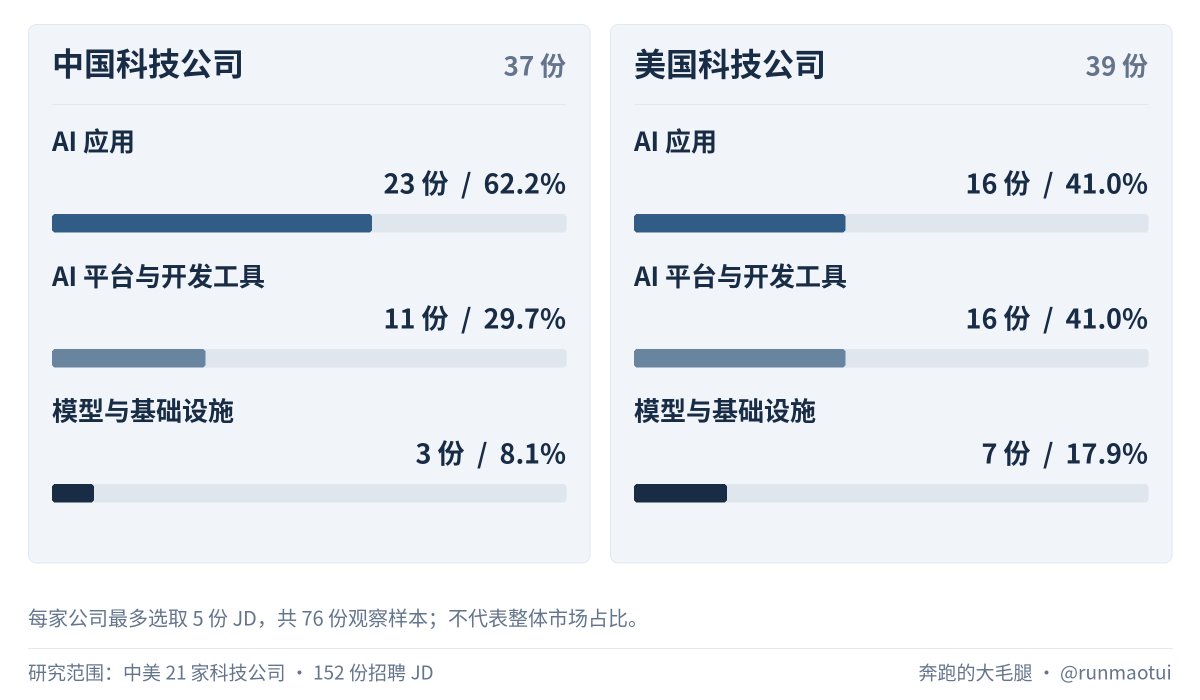 中国科技公司
37 份
AI 应用
23 份 / 62.2%
AI 平台与开发工具
11 份 / 29.7%
模型与基础设施
3 份 / 8.1%
美国科技公司
39 份
AI 应用
16 份 / 41.0%
AI 平台与开发工具
16 份 / 41.0%
模型与基础设施
7 份 / 17.9%
每家公司最多选取 5 份 JD，共 76 份观察样本；不代表整体市场占比。
研究范围：中美 21 家科技公司 · 152 份招聘 JD
奔跑的大毛腿 · @runmaotui